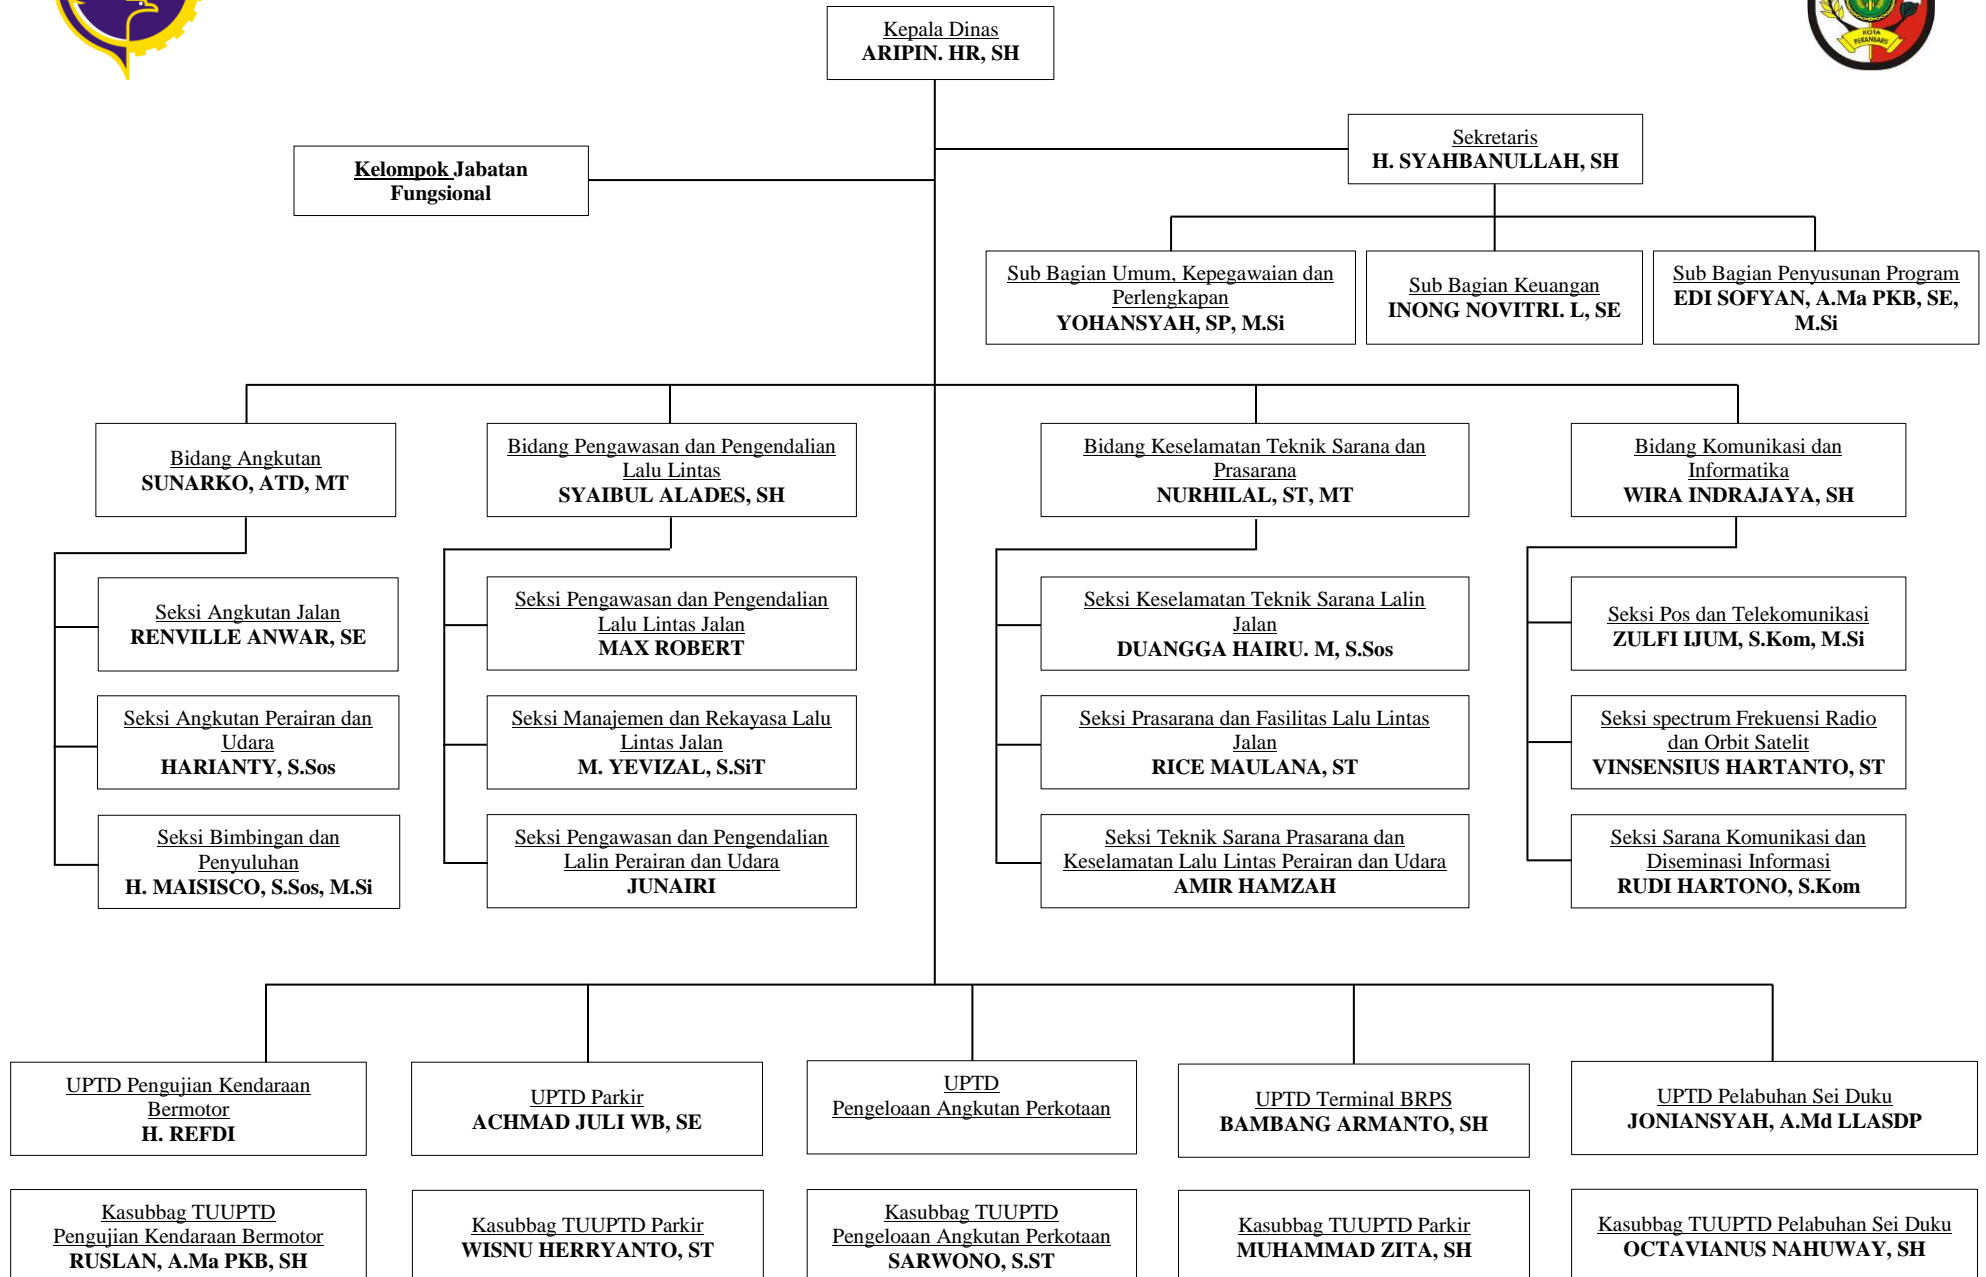 KOTA
PEKANBARU
Kepala Dinas
ARIPIN. HR, SH
Sekretaris
H. SYAHBANULLAH, SH
Kelompok Jabatan
Fungsional
Sub Bagian Umum, Kepegawaian dan
Perlengkapan
YOHANSYAH, SP, M.Si
Sub Bagian Keuangan
INONG NOVITRI. L, SE
Sub Bagian Penyusunan Program
EDI SOFYAN, A.Ma PKB, SE,
M.Si
Bidang Angkutan
SUNARKO, ATD, MT
Bidang Pengawasan dan Pengendalian
Lalu Lintas
SYAIBUL ALADES, SH
Bidang Keselamatan Teknik Sarana dan
Prasarana
NURHILAL, ST, MT
Bidang Komunikasi dan
Informatika
WIRA INDRAJAYA, SH
Seksi Angkutan Jalan
RENVILLE ANWAR, SE
Seksi Pengawasan dan Pengendalian
Lalu Lintas Jalan
MAX ROBERT
Seksi Keselamatan Teknik Sarana Lalin
Jalan
DUANGGA HAIRU. M, S.Sos
Seksi Pos dan Telekomunikasi
ZULFI IJUM, S.Kom, M.Si
Seksi Angkutan Perairan dan
Udara
HARIANTY, S.Sos
Seksi Manajemen dan Rekayasa Lalu
Lintas Jalan
M. YEVIZAL, S.SiT
Seksi Prasarana dan Fasilitas Lalu Lintas
Jalan
RICE MAULANA, ST
Seksi spectrum Frekuensi Radio
dan Orbit Satelit
VINSENSIUS HARTANTO, ST
Seksi Bimbingan dan
Penyuluhan
H. MAISISCO, S.Sos, M.Si
Seksi Pengawasan dan Pengendalian
Lalin Perairan dan Udara
JUNAIRI
Seksi Teknik Sarana Prasarana dan
Keselamatan Lalu Lintas Perairan dan Udara
AMIR HAMZAH
Seksi Sarana Komunikasi dan
Diseminasi Informasi
RUDI HARTONO, S.Kom
UPTD Pengujian Kendaraan
Bermotor
H. REFDI
UPTD Parkir
ACHMAD JULI WB, SE
UPTD
Pengeloaan Angkutan Perkotaan
UPTD Terminal BRPS
BAMBANG ARMANTO, SH
UPTD Pelabuhan Sei Duku
JONIANSYAH, A.Md LLASDP
Kasubbag TUUPTD
Pengujian Kendaraan Bermotor
RUSLAN, A.Ma PKB, SH
Kasubbag TUUPTD Parkir
WISNU HERRYANTO, ST
Kasubbag TUUPTD
Pengeloaan Angkutan Perkotaan
SARWONO, S.ST
Kasubbag TUUPTD Parkir
MUHAMMAD ZITA, SH
Kasubbag TUUPTD Pelabuhan Sei Duku
OCTAVIANUS NAHUWAY, SH